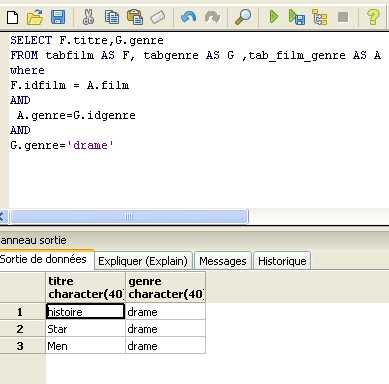 SELECT F.titre,G.genre
FROM tabfilm AS F, tabgenre AS G ,tab_film_genre AS A
where
F.idfilm = A.film
AND
A.genre=G.idgenre
AND
G.genre='drame'
anneau sortie
Sortie de données Expliquer (Explain) Messages Historique
titre genre
character(40) character(40)
1 histoire drame
2 Star drame
3 Men drame